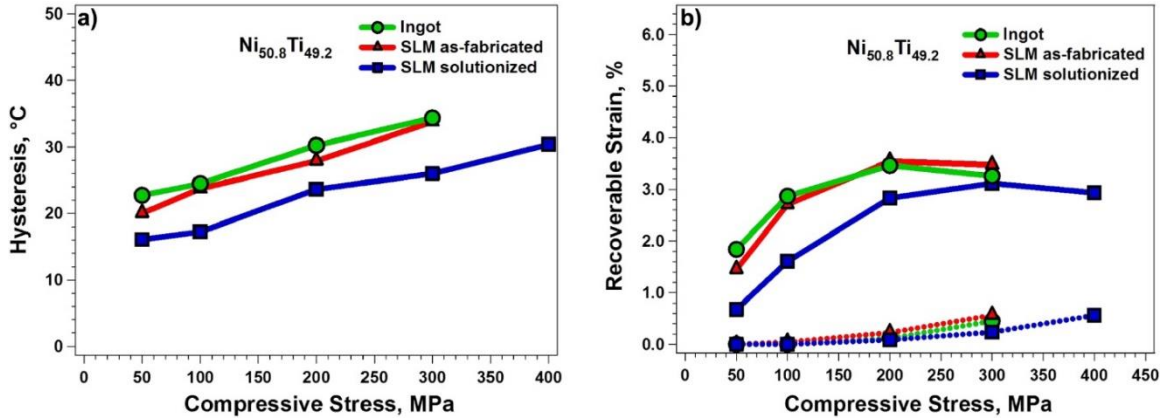 a)
Ni50.8Ti49.2
Ingot
SLM as-fabricated
SLM solutionized
50
40
30
20
10
0
Hysteresis, °C
0 50 100 150 200 250 300 350 400
Compressive Stress, MPa
b)
Ni50.8Ti49.2
Ingot
SLM as-fabricated
SLM solutionized
6.0
5.0
4.0
3.0
2.0
1.0
0.0
Recoverable Strain, %
0 50 100 150 200 250 300 350 400 450
Compressive Stress, MPa